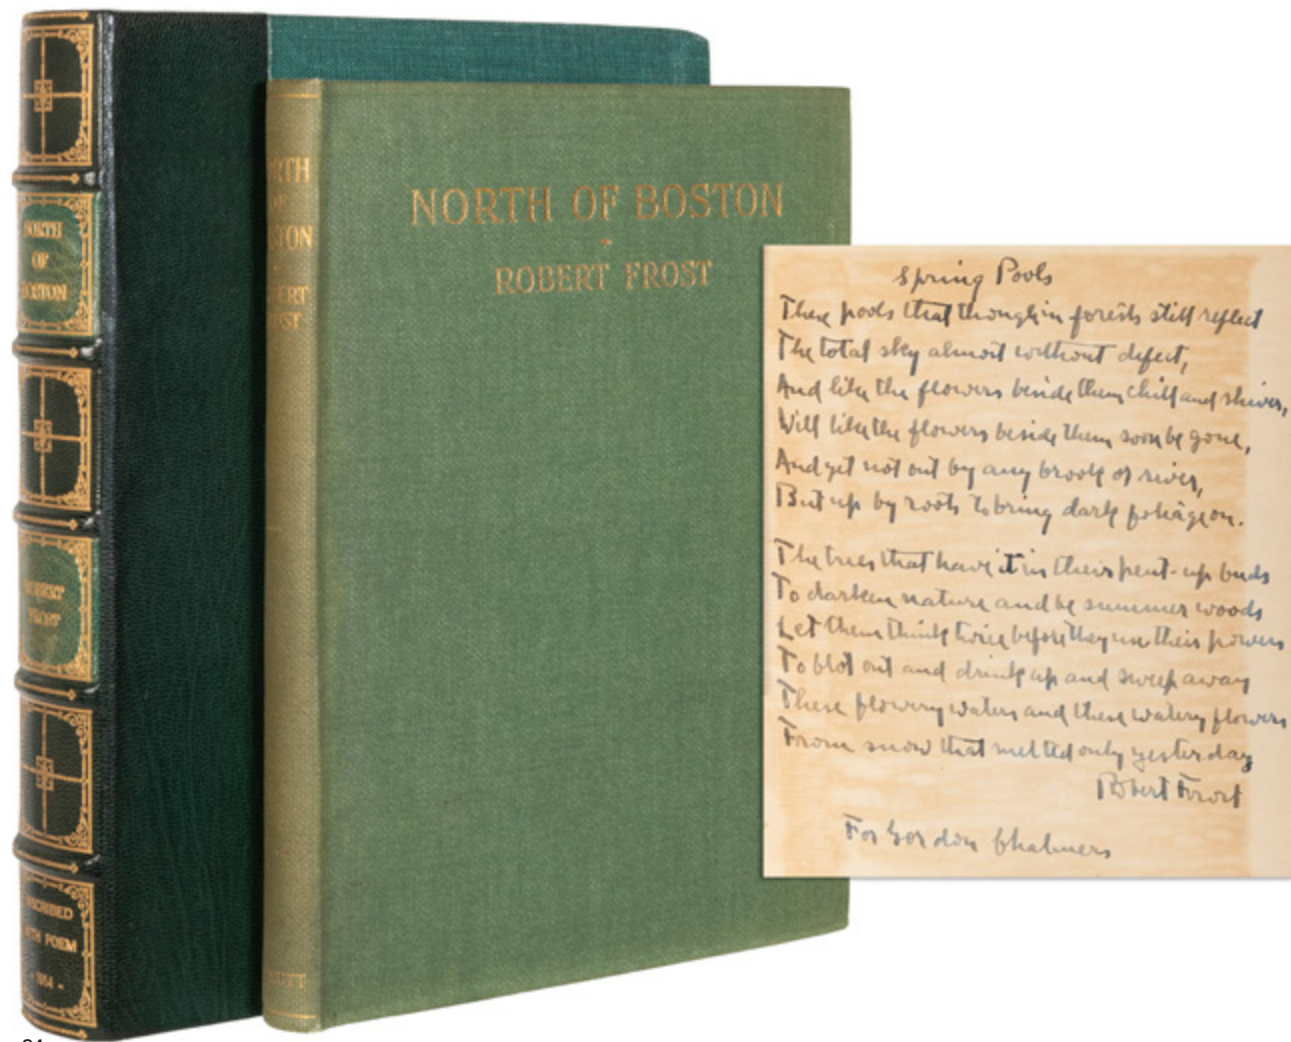 NORTH
OF
BOSTON
ROBERT
FROST
INSCRIBED
WITH POEM
NORTH
OF
BOSTON
ROBERT
FROST
NUTT
NORTH OF BOSTON
ROBERT FROST
Spring Pools
These pools that though in forests still reflect
The total sky almost without defect,
And like the flowers beside them chill and shiver,
Will like the flowers beside them soon be gone,
And yet not out by any brook or river,
But up by roots to bring dark foliage on.
The trees that have it in their pent-up buds
To darken nature and be summer woods
Let them think twice before they use their powers
To blot out and drink up and sweep away
These flowery waters and these watery flowers
From snow that melted only yesterday
Robert Frost
For Gordon Chalmers